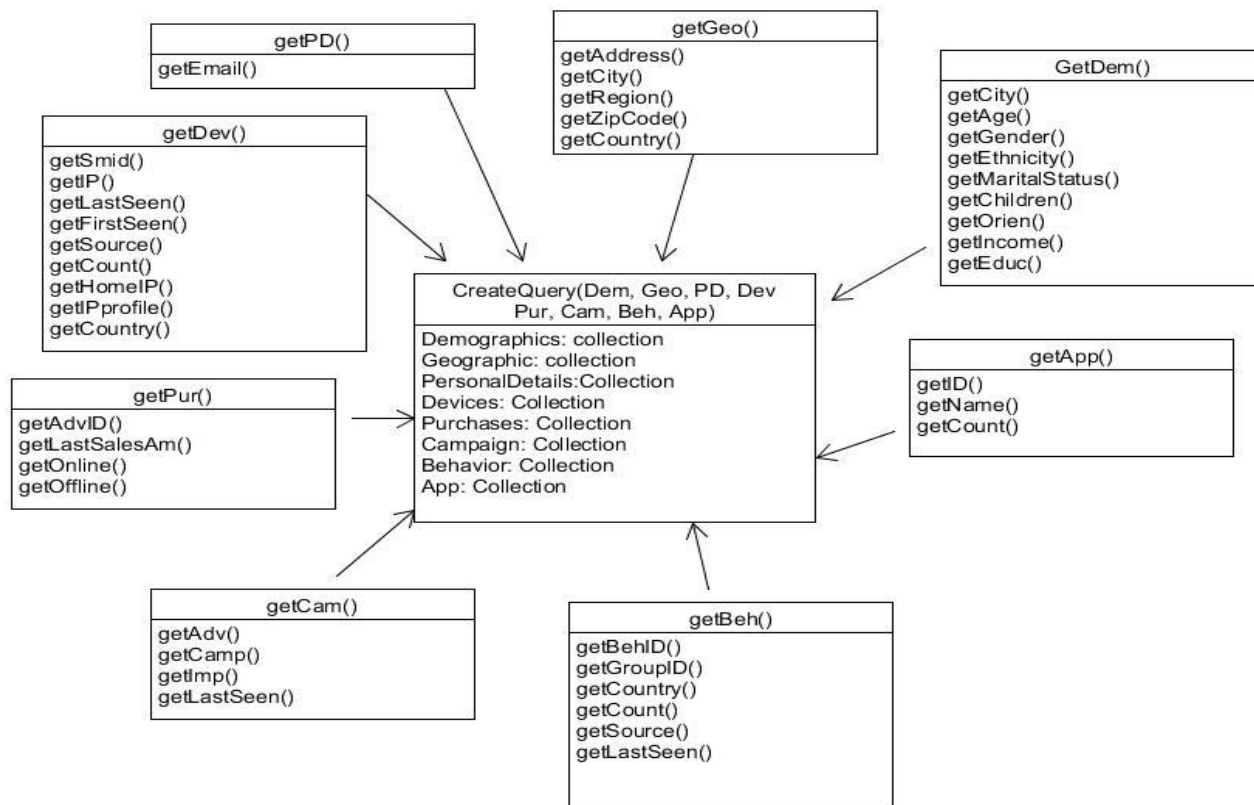 getPD()
getEmail()
getGeo()
getAddress()
getCity()
getRegion()
getZipCode()
getCountry()
GetDem()
getCity()
getAge()
getGender()
getEthnicity()
getMaritalStatus()
getChildren()
getOrien()
getIncome()
getEduc()
getDev()
getSmid()
getIP()
getLastSeen()
getFirstSeen()
getSource()
getCount()
getHomeIP()
getIPprofile()
getCountry()
CreateQuery(Dem, Geo, PD, Dev
Pur, Cam, Beh, App)
Demographics: collection
Geographic: collection
PersonalDetails:Collection
Devices: Collection
Purchases: Collection
Campaign: Collection
Behavior: Collection
App: Collection
getApp()
getID()
getName()
getCount()
getPur()
getAdvID()
getLastSalesAm()
getOnline()
getOffline()
getCam()
getAdv()
getCamp()
getImp()
getLastSeen()
getBeh()
getBehID()
getGroupID()
getCountry()
getCount()
getSource()
getLastSeen()